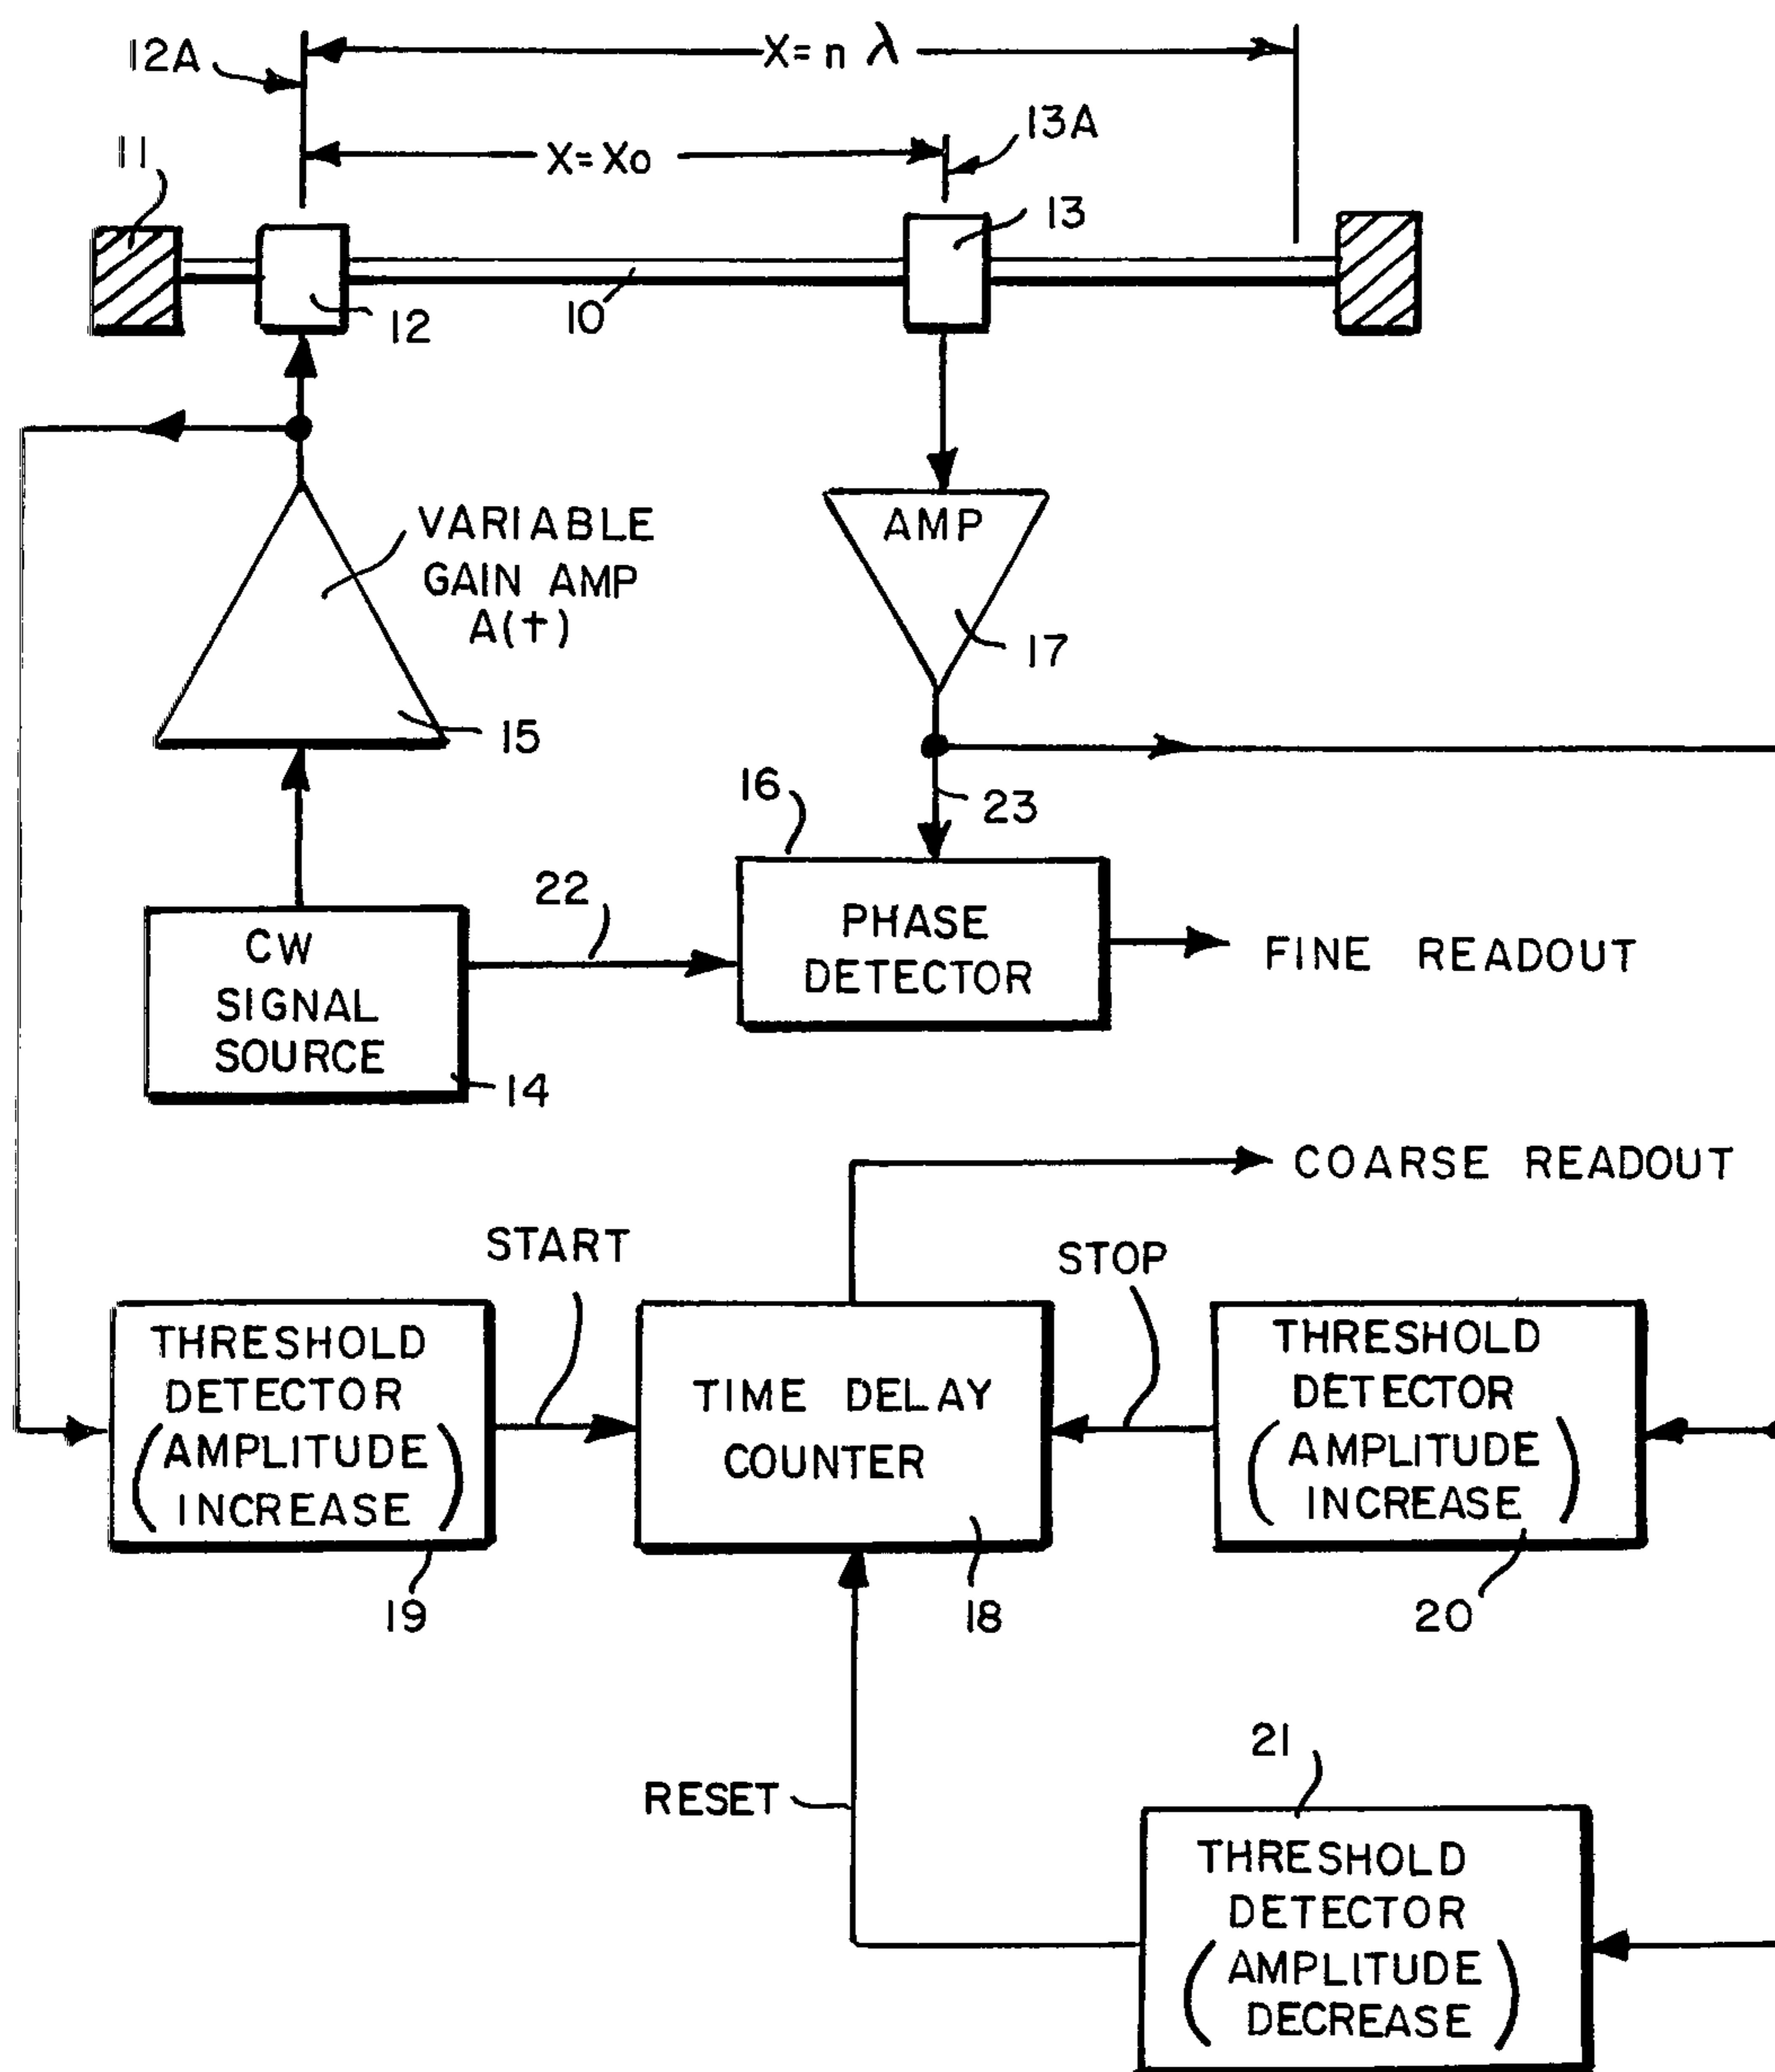 12A
X= n λ
13A
X= Xo
11
13
12
10
VARIABLE
GAIN AMP
A(t)
AMP
17
15
16
23
22
CW
SIGNAL
SOURCE
14
PHASE
DETECTOR
FINE READOUT
COARSE READOUT
START
STOP
THRESHOLD
DETECTOR
(AMPLITUDE
INCREASE)
19
TIME DELAY
COUNTER
18
THRESHOLD
DETECTOR
(AMPLITUDE
INCREASE)
20
21
RESET
THRESHOLD
DETECTOR
(AMPLITUDE
DECREASE)